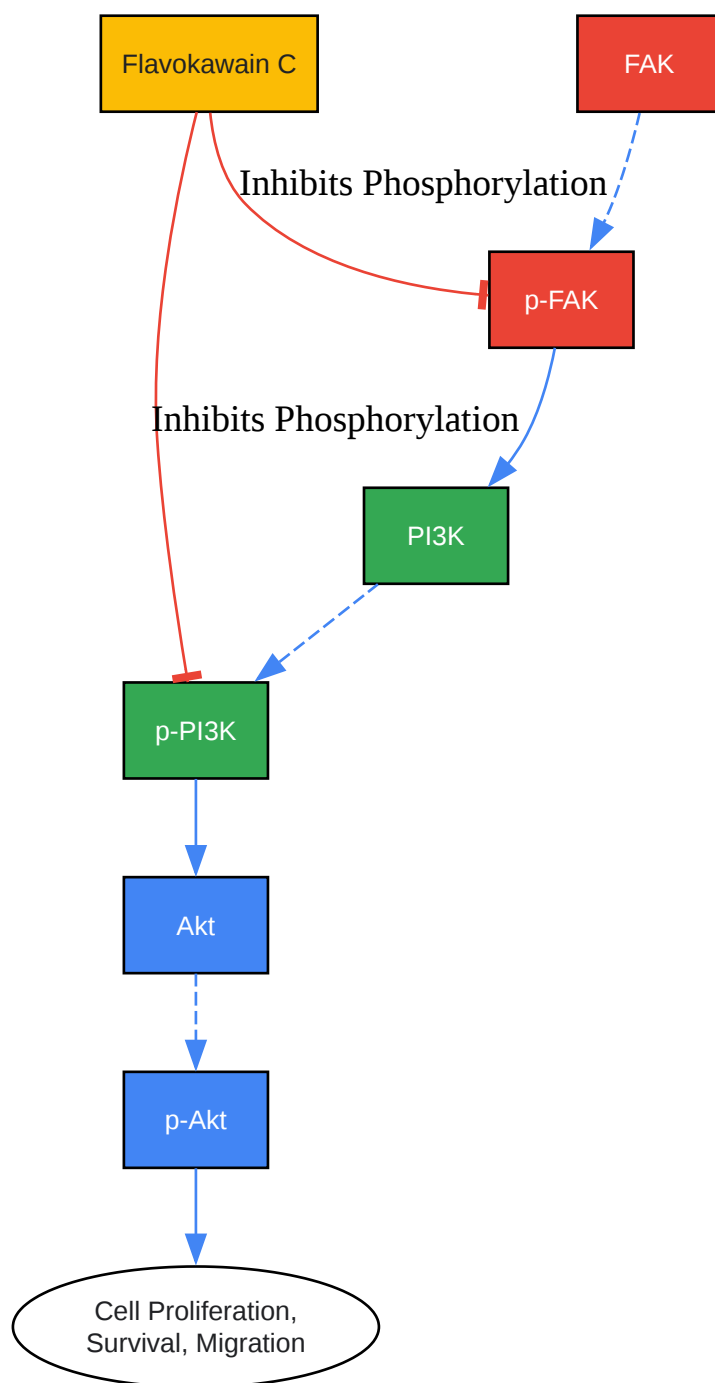 Flavokawain C
FAK
Inhibits Phosphorylation
p-FAK
Inhibits Phosphorylation
PI3K
p-PI3K
Akt
p-Akt
Cell Proliferation,
Survival, Migration